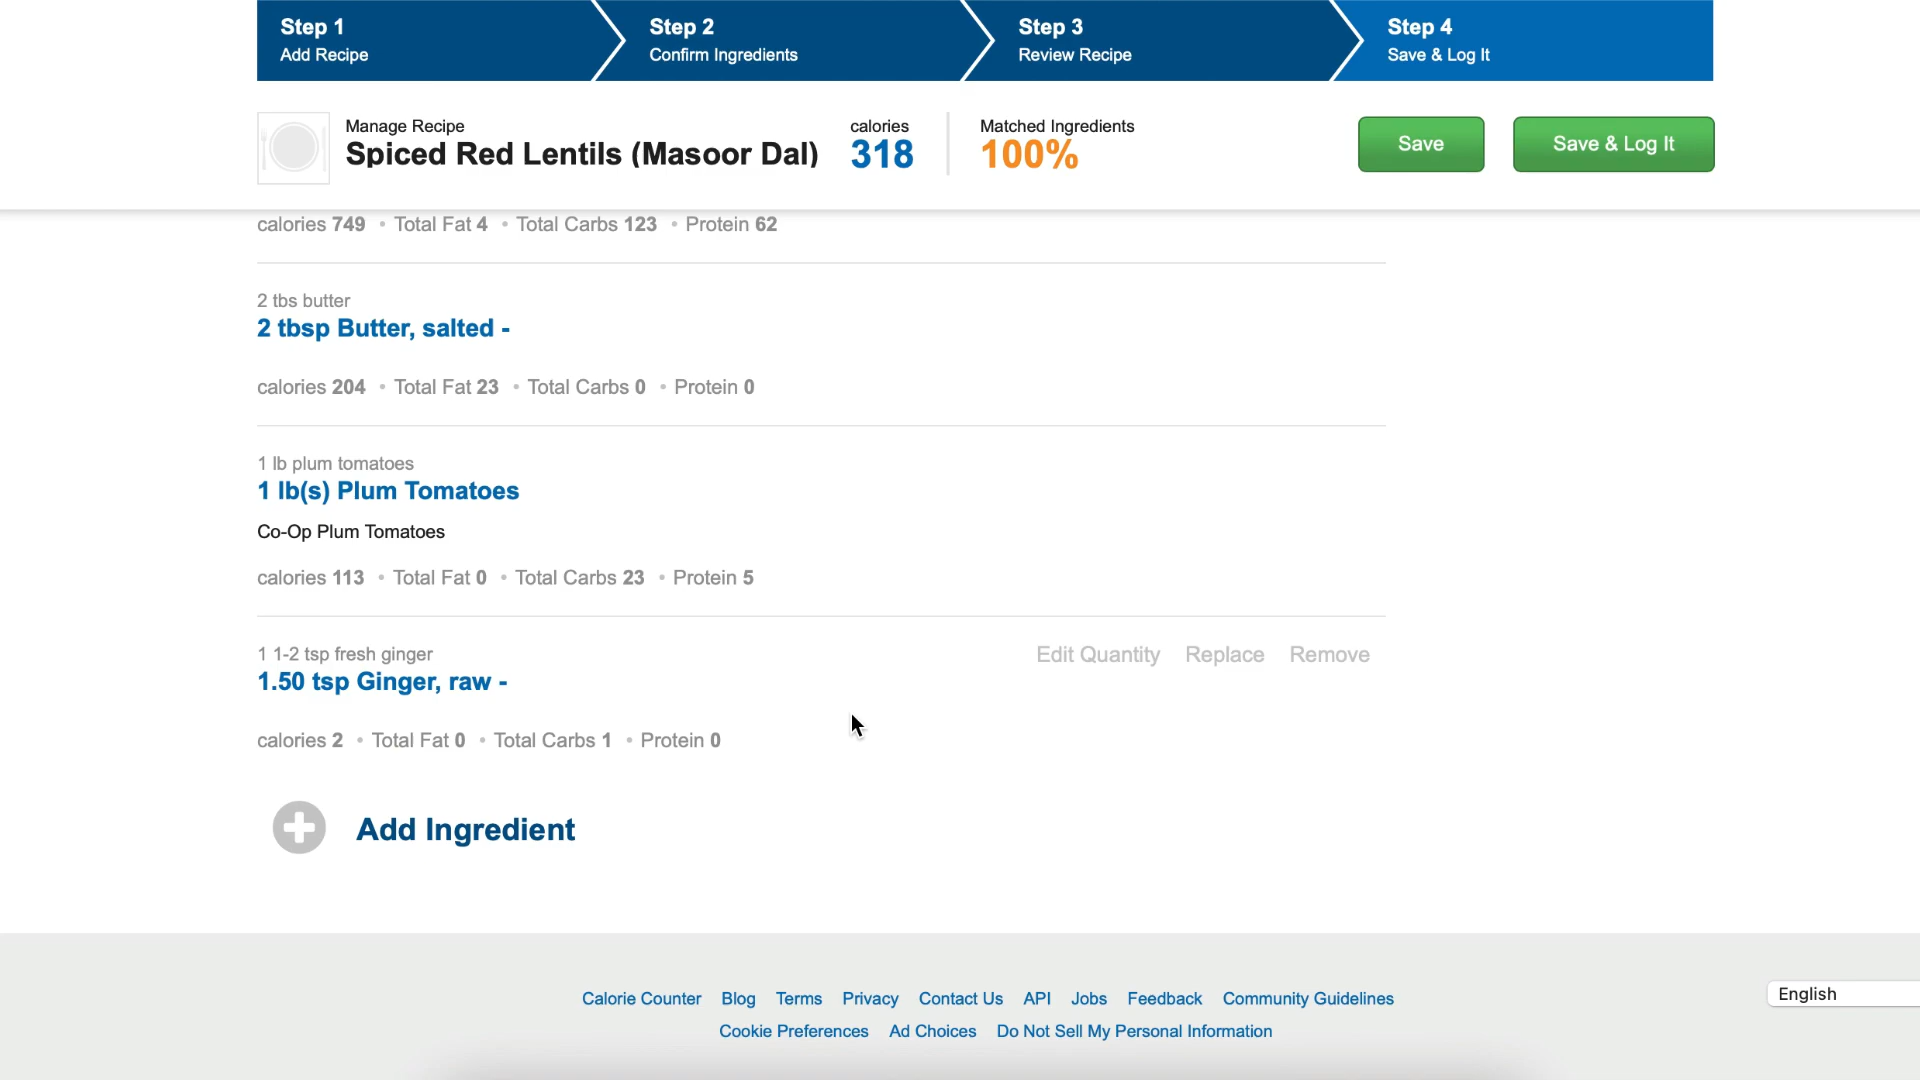 Step 1
Add Recipe
Step 2
Confirm Ingredients
Step 3
Review Recipe
Step 4
Save & Log It
Manage Recipe
Spiced Red Lentils (Masoor Dal)
calories
318
Matched Ingredients
100%
Save
Save & Log It
calories 749 • Total Fat 4 • Total Carbs 123 • Protein 62
2 tbs butter
2 tbsp Butter, salted -
calories 204 • Total Fat 23 • Total Carbs 0 • Protein 0
1 lb plum tomatoes
1 lb(s) Plum Tomatoes
Co-Op Plum Tomatoes
calories 113 • Total Fat 0 • Total Carbs 23 • Protein 5
1 1-2 tsp fresh ginger
Edit Quantity Replace Remove
1.50 tsp Ginger, raw -
calories 2 • Total Fat 0 • Total Carbs 1 • Protein 0
Add Ingredient
Calorie Counter Blog Terms Privacy Contact Us API Jobs Feedback Community Guidelines
Cookie Preferences Ad Choices Do Not Sell My Personal Information
English